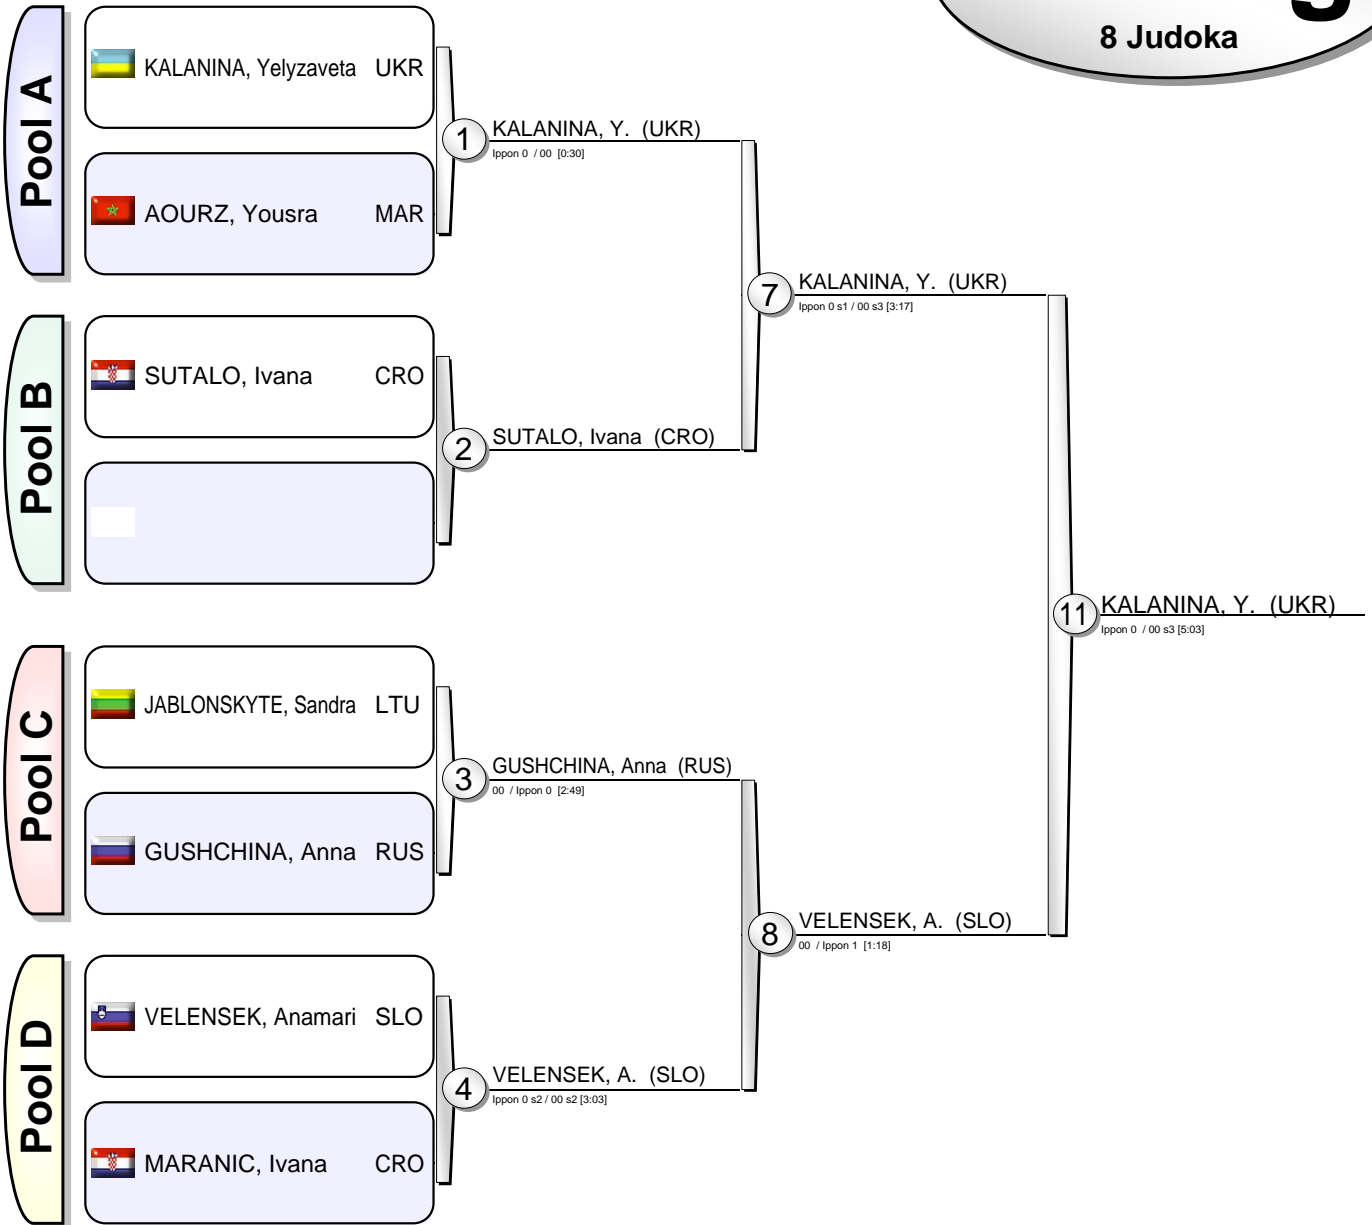 8 Judoka
Pool A
KALANINA, Yelyzaveta UKR
AOURZ, Yousra MAR
1 KALANINA, Y. (UKR)
Ippon 0 / 00 [0:30]
Pool B
SUTALO, Ivana CRO
2 SUTALO, Ivana (CRO)
7 KALANINA, Y. (UKR)
Ippon 0 s1 / 00 s3 [3:17]
Pool C
JABLONSKYTE, Sandra LTU
GUSHCHINA, Anna RUS
3 GUSHCHINA, Anna (RUS)
00 / Ippon 0 [2:49]
Pool D
VELENSEK, Anamari SLO
MARANIC, Ivana CRO
4 VELENSEK, A. (SLO)
Ippon 0 s2 / 00 s2 [3:03]
8 VELENSEK, A. (SLO)
00 / Ippon 1 [1:18]
11 KALANINA, Y. (UKR)
Ippon 0 / 00 s3 [5:03]